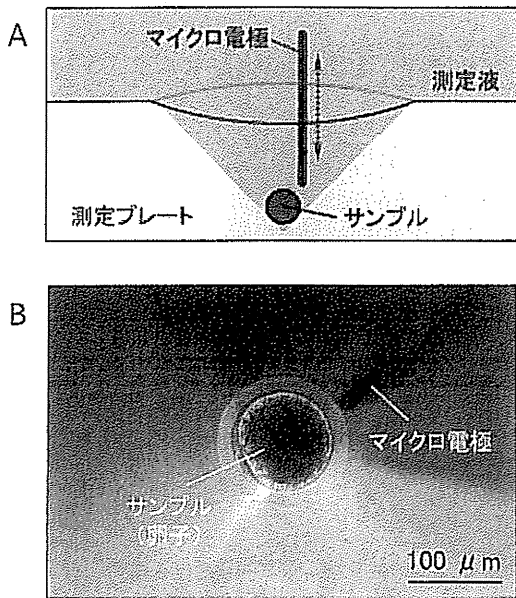 A
マイクロ電極
測定液
測定プレート
サンプル
B
マイクロ電極
サンプル
(卵子)
100 μm